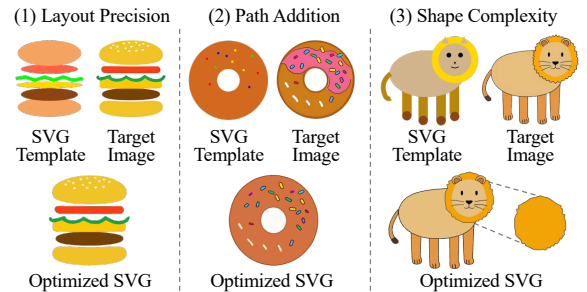 (1) Layout Precision
(2) Path Addition
(3) Shape Complexity
SVG Template
Target Image
SVG Template
Target Image
SVG Template
Target Image
Optimized SVG
Optimized SVG
Optimized SVG